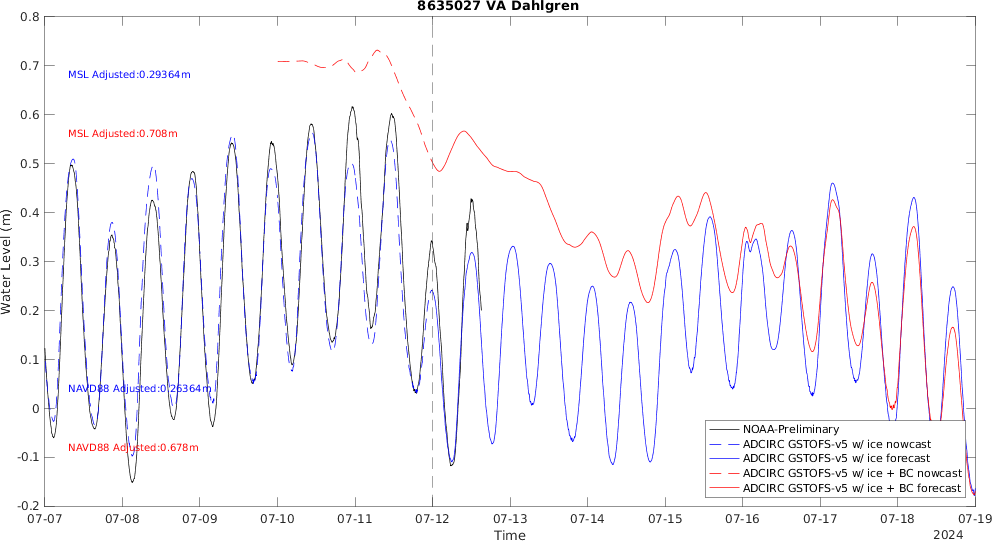 8635027 VA Dahlgren
0.8
0.7
0.6
0.5
0.4
0.3
0.2
0.1
0
-0.1
-0.2
Water Level (m)
MSL Adjusted:0.29364m
MSL Adjusted:0.708m
NAVD88 Adjusted:0.26364m
NAVD88 Adjusted:0.678m
NOAA-Preliminary
ADCIRC GSTOFS-v5 w/ ice nowcast
ADCIRC GSTOFS-v5 w/ ice forecast
ADCIRC GSTOFS-v5 w/ ice + BC nowcast
ADCIRC GSTOFS-v5 w/ ice + BC forecast
07-07 07-08 07-09 07-10 07-11 07-12 07-13 07-14 07-15 07-16 07-17 07-18 07-19
Time
2024